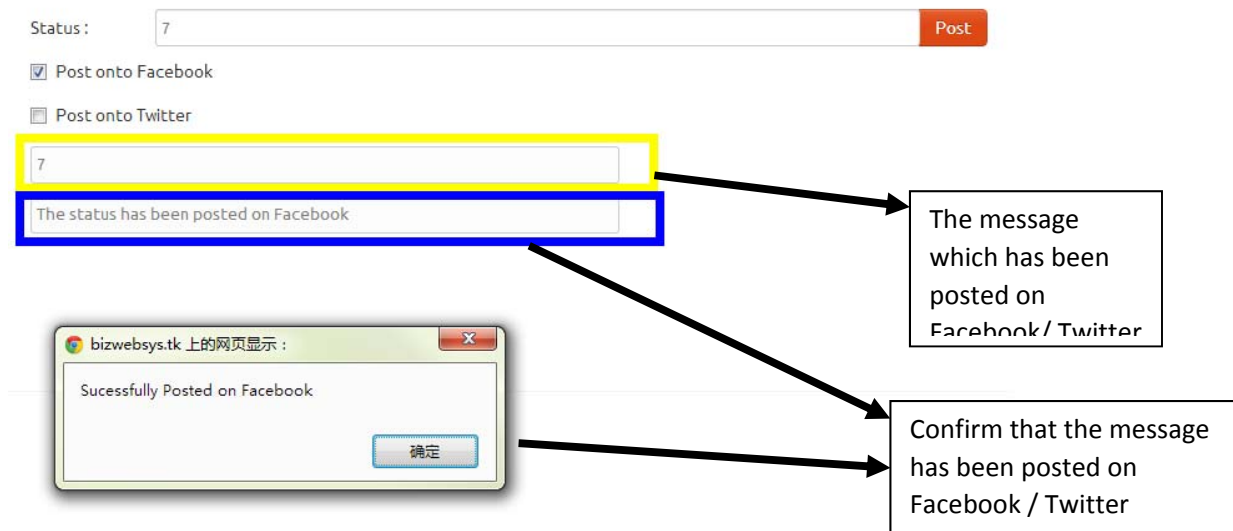 Status : 7 Post
Post onto Facebook
Post onto Twitter
7
The status has been posted on Facebook
The message
which has been
posted on
Facebook/ Twitter
bizwebsys.tk 上的网页显示：
Sucessfully Posted on Facebook
确定
Confirm that the message
has been posted on
Facebook / Twitter